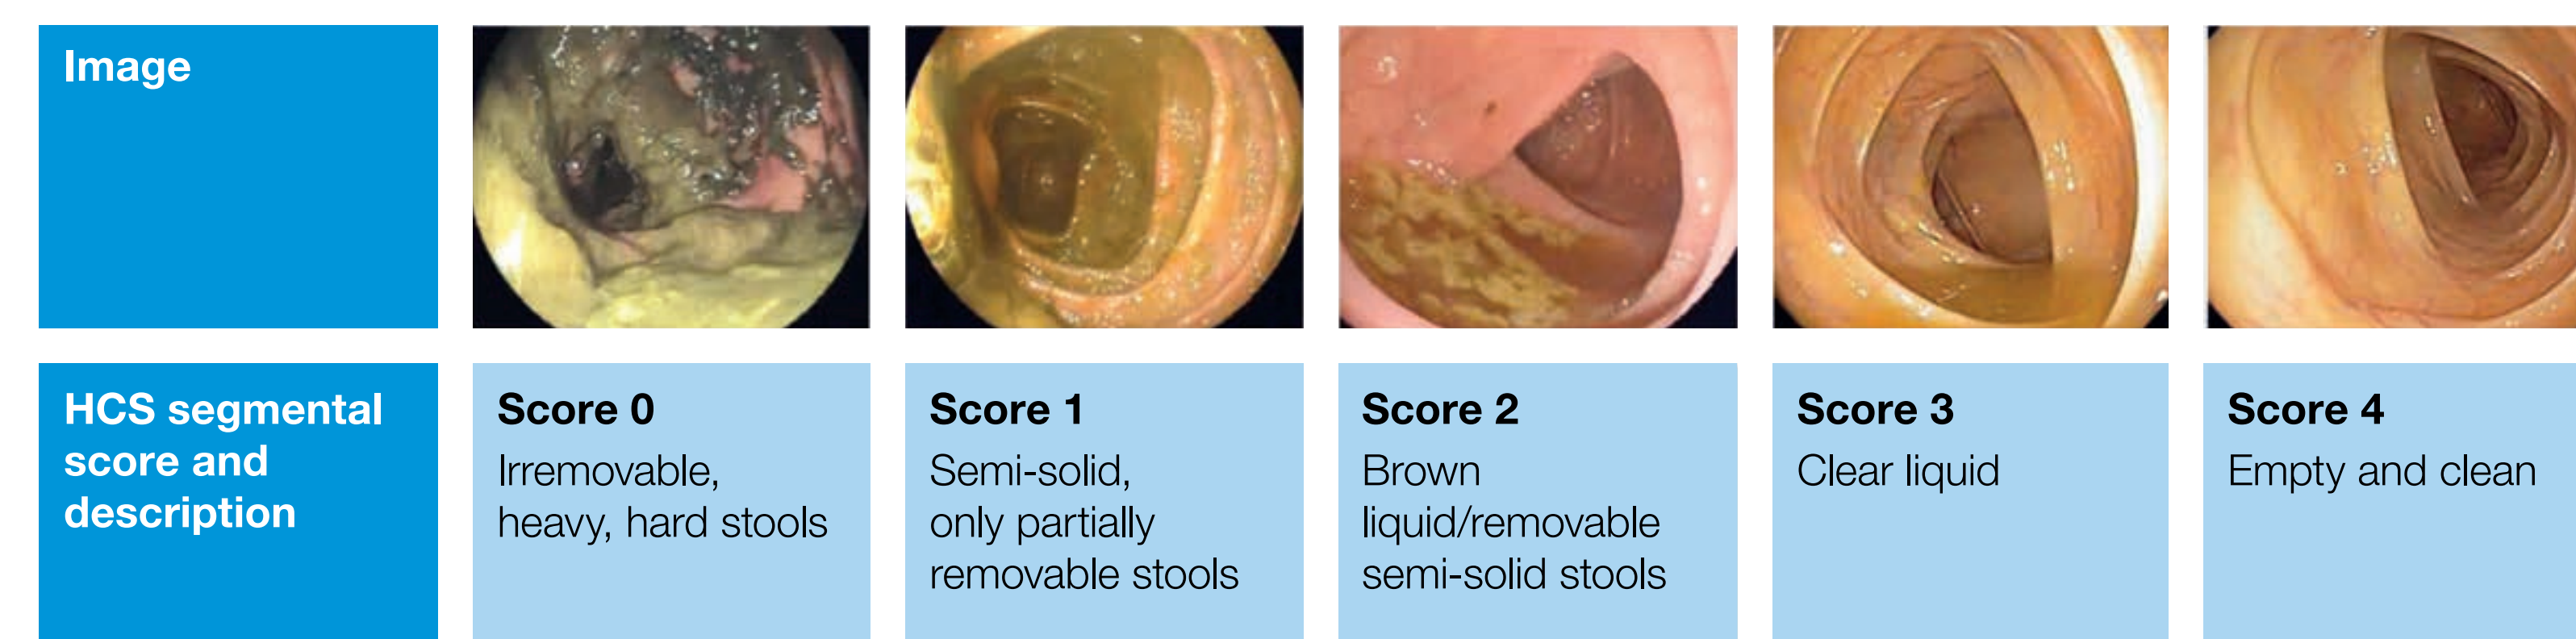 Image
HCS segmental
score and
description
Score 0
Irremovable,
heavy, hard stools
Score 1
Semi-solid,
only partially
removable stools
Score 2
Brown
liquid/removable
semi-solid stools
Score 3
Clear liquid
Score 4
Empty and clean